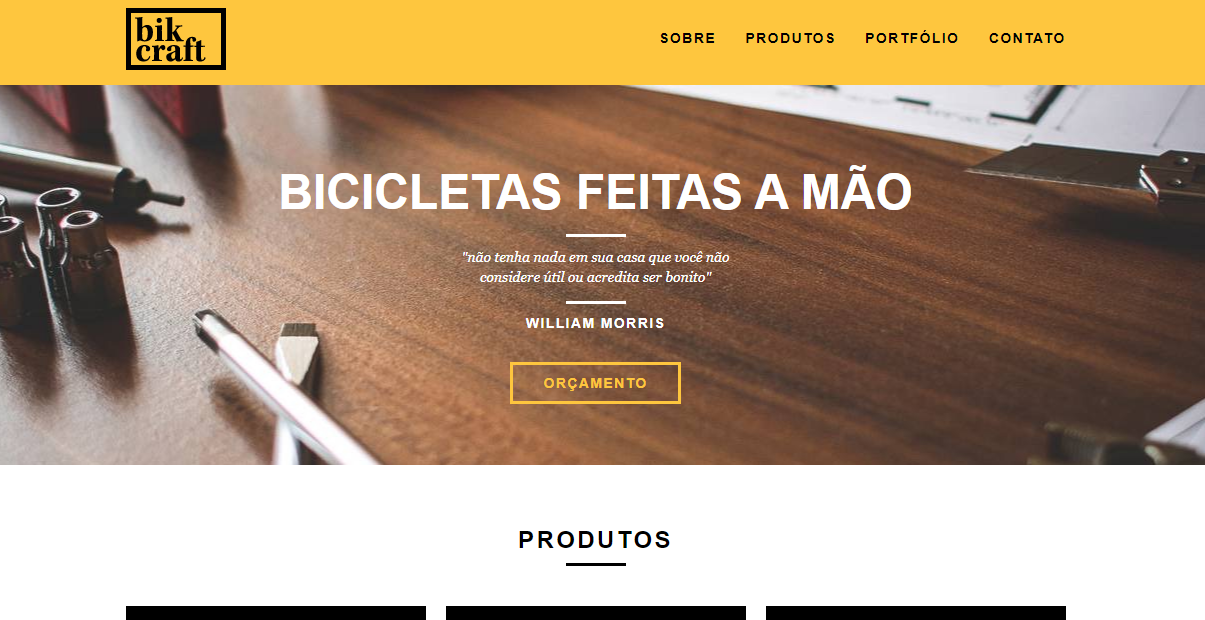 bik
craft
SOBRE PRODUTOS PORTFÓLIO CONTATO
BICICLETAS FEITAS A MÃO
"não tenha nada em sua casa que você não
considere útil ou acredita ser bonito"
WILLIAM MORRIS
ORÇAMENTO
PRODUTOS